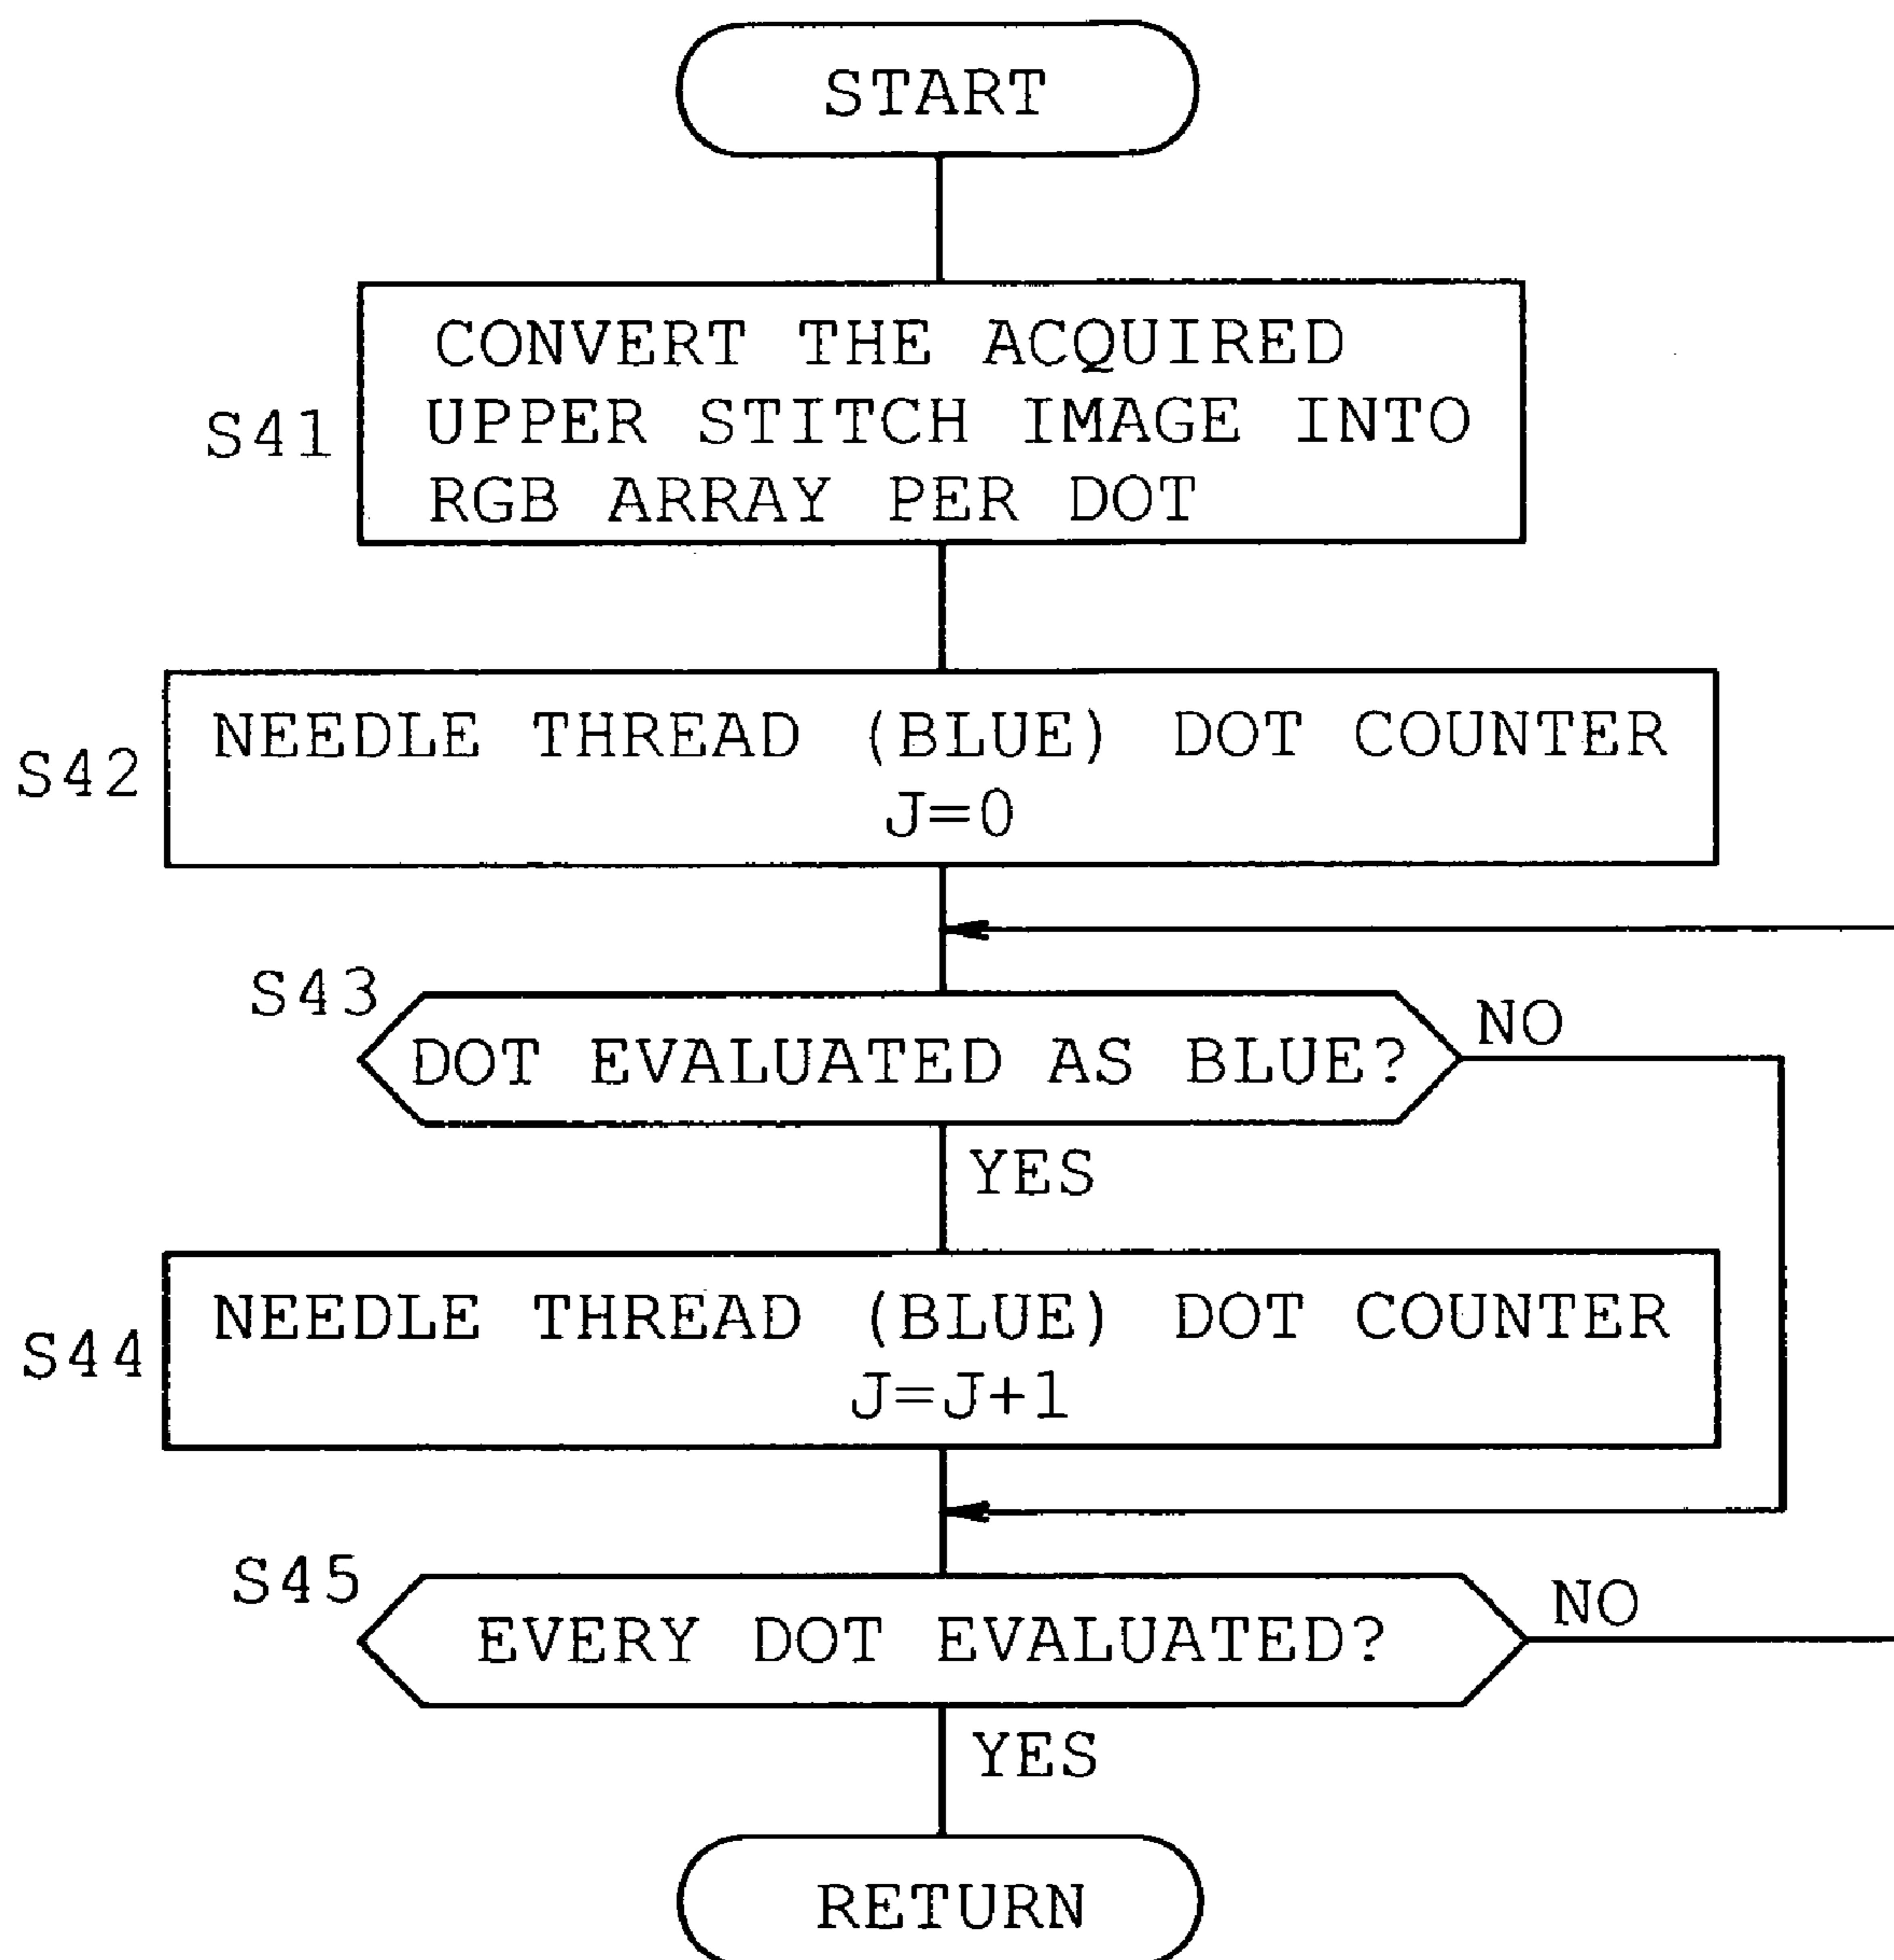 START
S41
CONVERT THE ACQUIRED
UPPER STITCH IMAGE INTO
RGB ARRAY PER DOT
S42
NEEDLE THREAD (BLUE) DOT COUNTER
J=0
S43
DOT EVALUATED AS BLUE?
NO
YES
S44
NEEDLE THREAD (BLUE) DOT COUNTER
J=J+1
S45
EVERY DOT EVALUATED?
NO
YES
RETURN